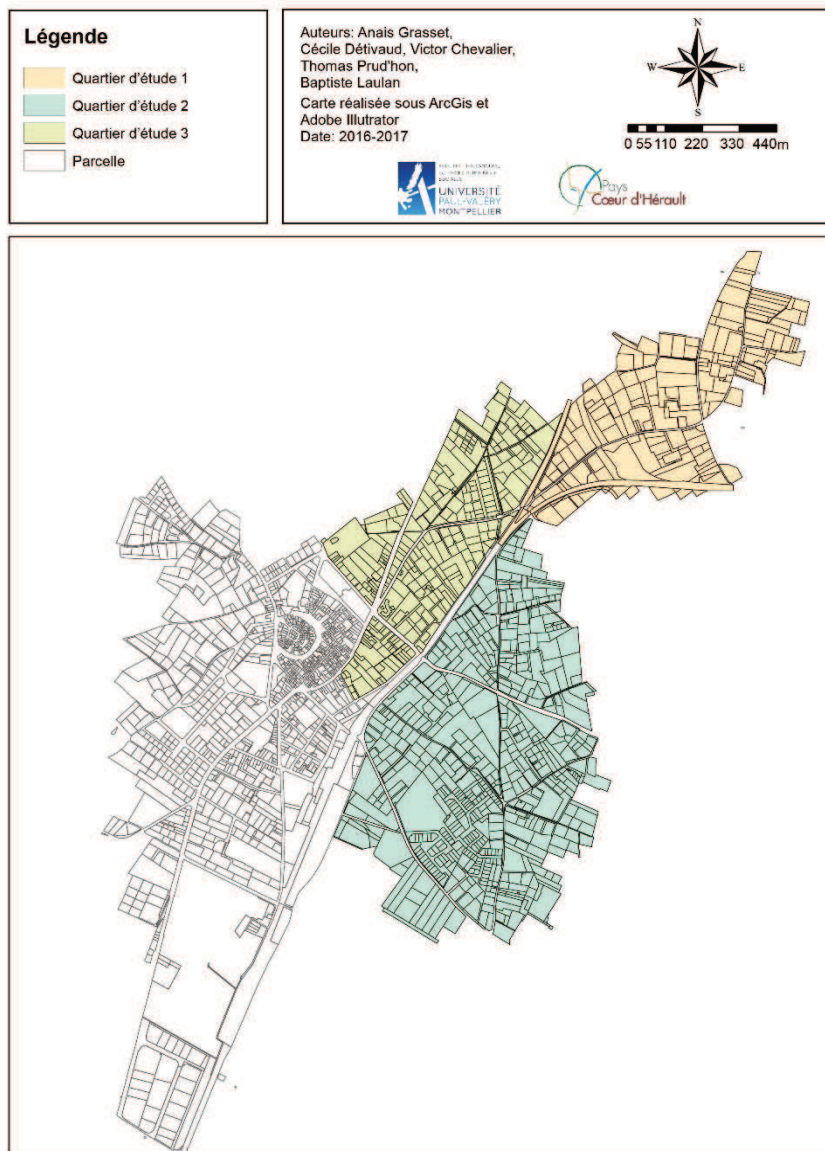 Légende
Quartier d'étude 1
Quartier d'étude 2
Quartier d'étude 3
Parcelle
Auteurs: Anais Grasset,
Cécile Détivaud, Victor Chevalier,
Thomas Prud'hon,
Baptiste Laulan
Carte réalisée sous ArcGis et
Adobe Illutrator
Date: 2016-2017
N
W
E
S
0 55 110 220 330 440m
UNIVERSITÉ
PAUL-VALÉRY
MONTPELLIER
Pays
Cœur d'Hérault